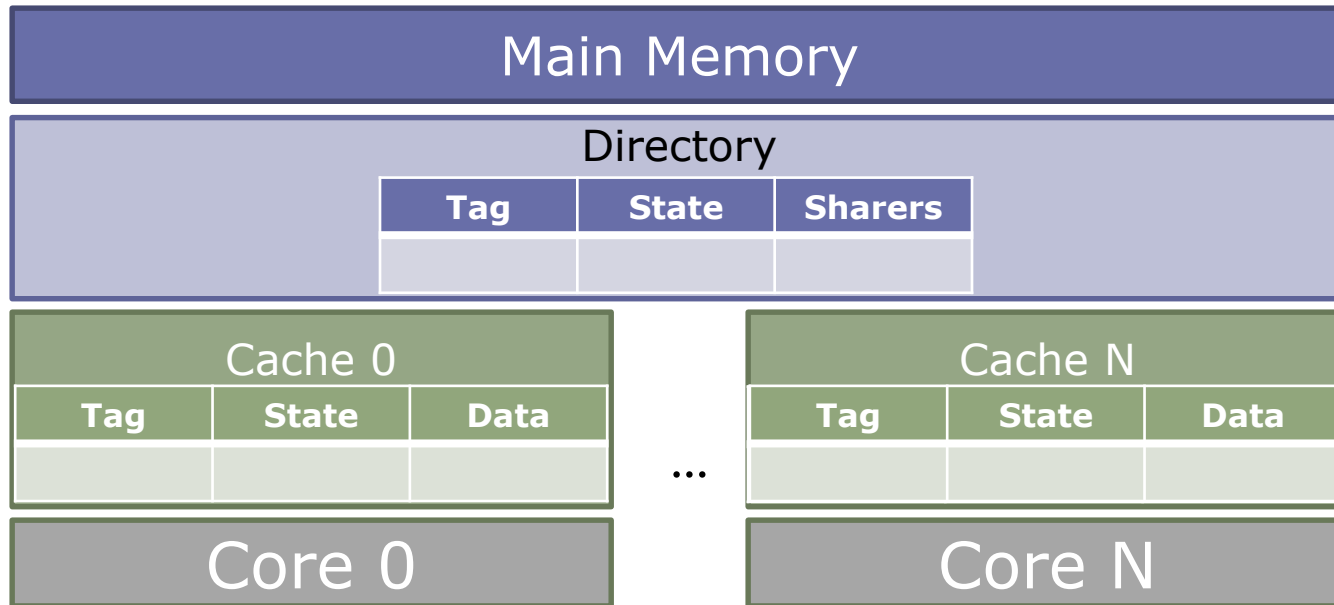 Main Memory
Directory
Tag State Sharers
Cache 0
Tag State Data
...
Cache N
Tag State Data
Core 0
Core N